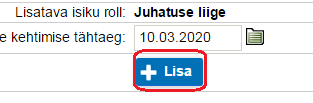 Lisatava isiku roll: Juhatuse liige
e kehtimise tähtaeg: 10.03.2020
Lisa